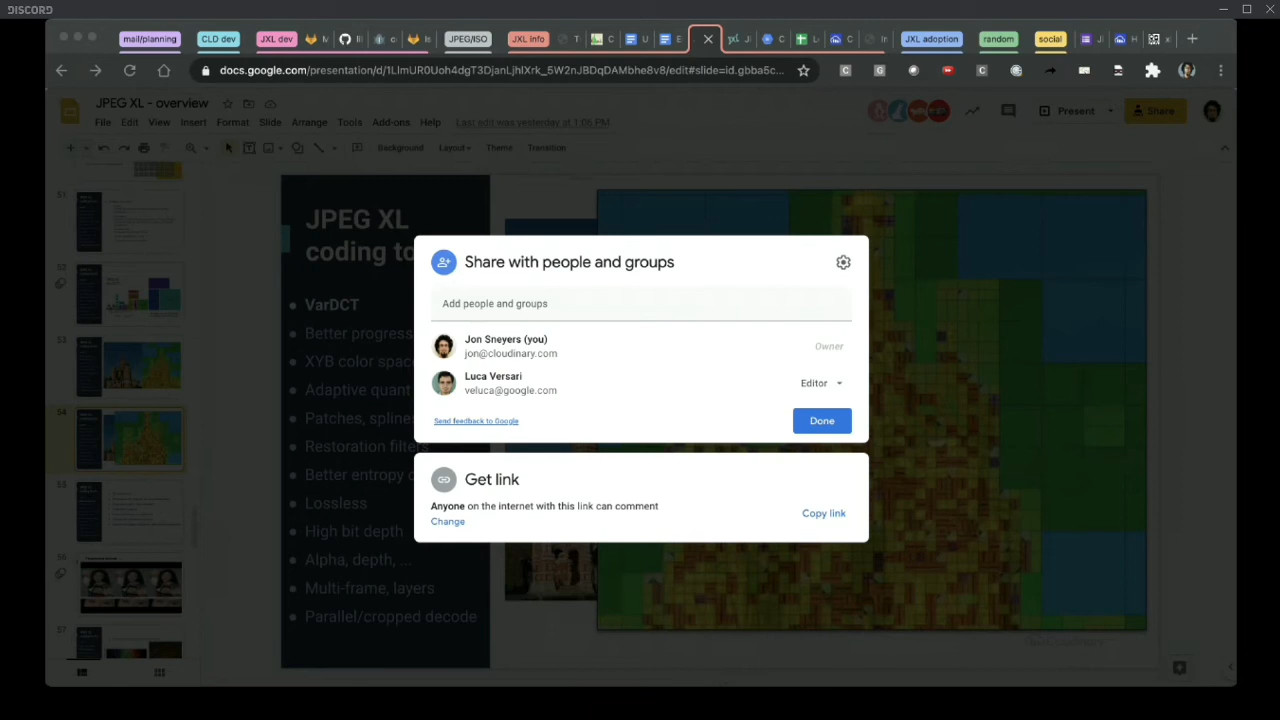 DISCORD
mail/planning
CLD dev
JXL dev
JPEG/ISO
JXL info
JXL adoption
random
social
docs.google.com/presentation/d/1LlmUR0Uoh4dgT3DjanLjhlXrk_5W2nJBDqDAMbhe8v8/edit#slide=id.gbba5c...
JPEG XL - overview
File Edit View Insert Format Slide Arrange Tools Add-ons Help Last edit was yesterday at 1:06 PM
Present
Share
Background Layout Theme Transition
51
53
54
57
JPEG XL
coding to
VarDCT
Better progress
XYB color spac
Adaptive quant
Patches, spline
Restoration filters
Better entropy c
Lossless
High bit depth
Alpha, depth, ...
Multi-frame, layers
Parallel/cropped decode
Share with people and groups
Add people and groups
Jon Sneyers (you)
jon@cloudinary.com
Owner
Luca Versari
veluca@google.com
Editor
Send feedback to Google
Done
Get link
Anyone on the internet with this link can comment
Change
Copy link